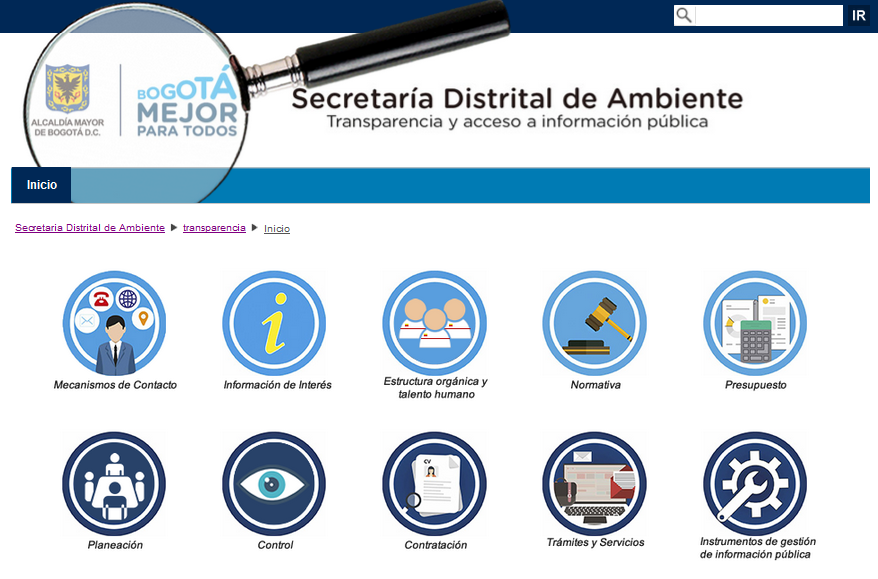 IR
ALCALDÍA MAYOR
DE BOGOTÁ D.C.
BOGOTÁ
MEJOR
PARA TODOS
Secretaría Distrital de Ambiente
Transparencia y acceso a información pública
Inicio
Secretaria Distrital de Ambiente transparencia Inicio
Mecanismos de Contacto
Información de Interés
Estructura orgánica y
talento humano
Normativa
Presupuesto
CV
Planeación
Control
Contratación
Trámites y Servicios
Instrumentos de gestión
de información pública